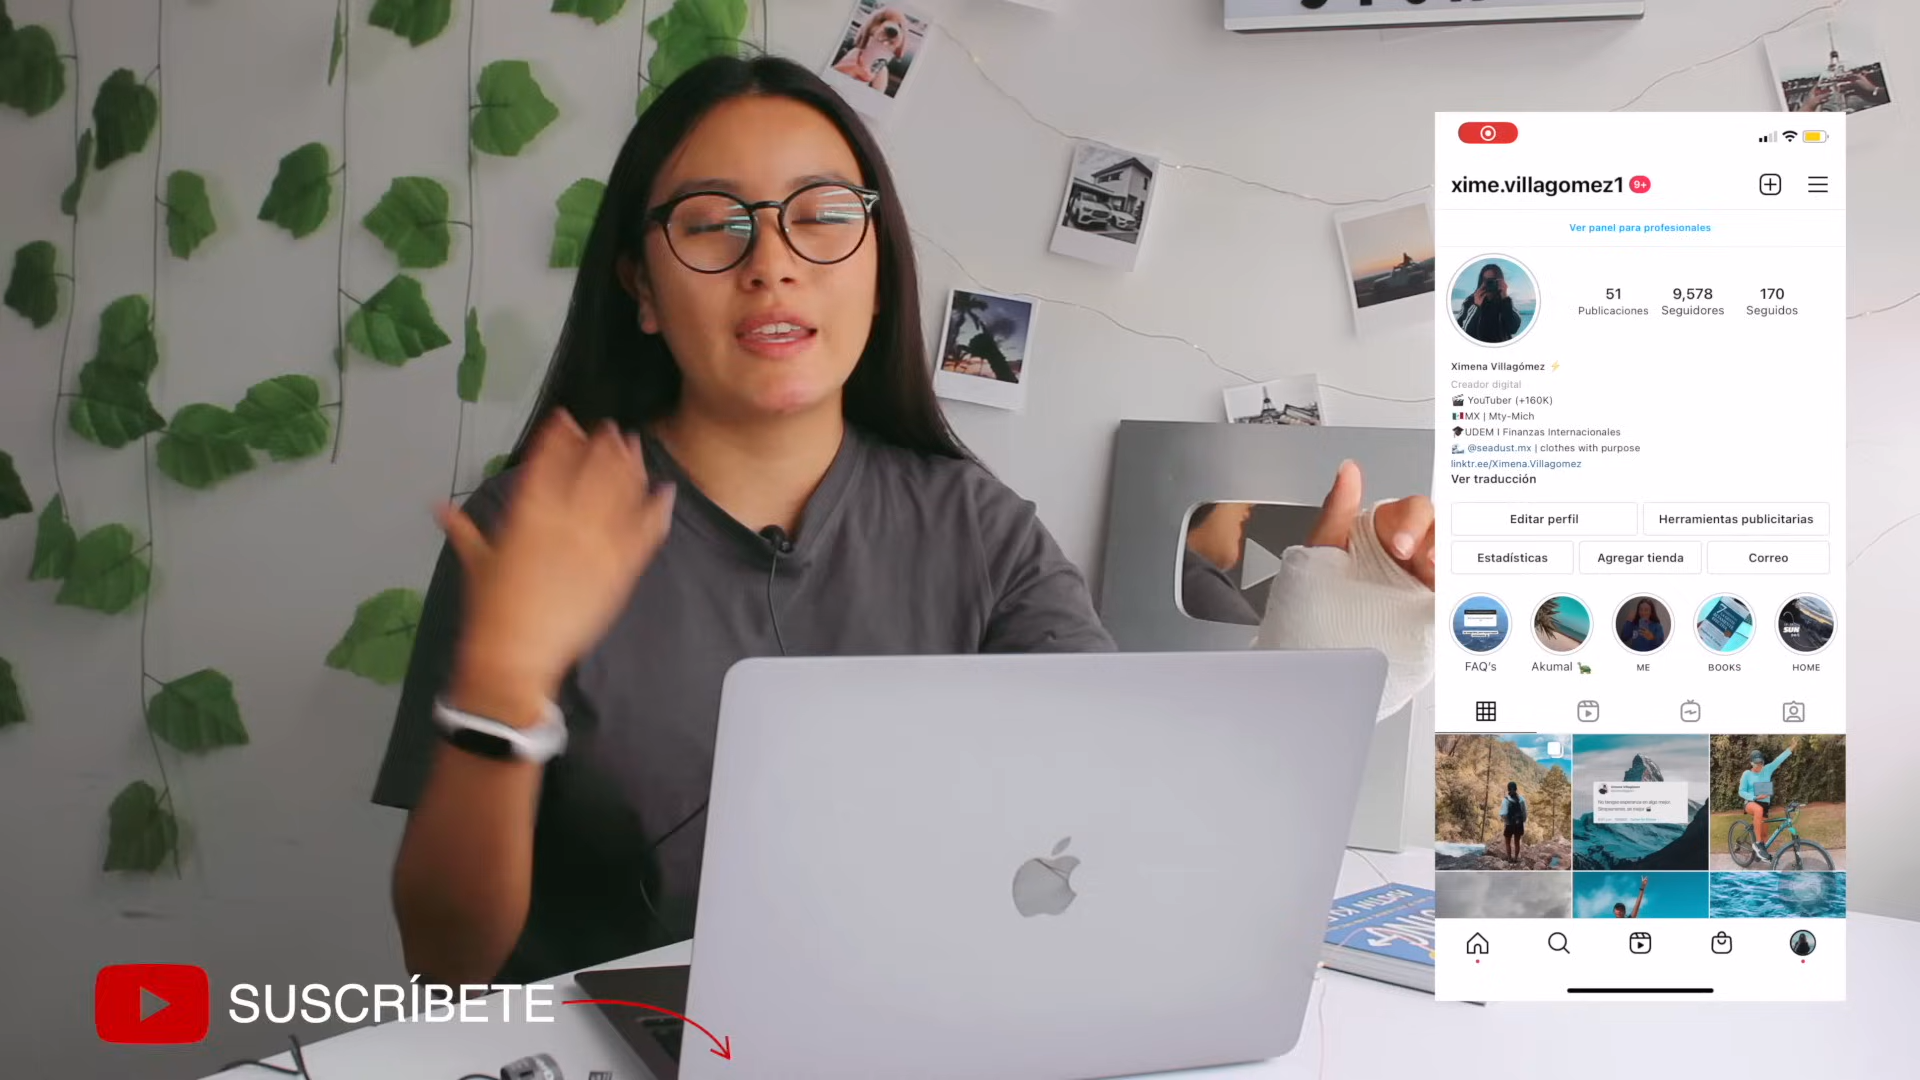 xime.villagomez1 9+
Ver panel para profesionales
51 9,578 170
Publicaciones Seguidores Seguidos
Ximena Villagómez ⚡
Creador digital
🎬 YouTuber (+160K)
🇲🇽MX | Mty-Mich
🎓UDEM I Finanzas Internacionales
🌊 @seadust.mx | clothes with purpose
linktr.ee/Ximena.Villagomez
Ver traducción
Editar perfil Herramientas publicitarias
Estadísticas Agregar tienda Correo
FAQ's Akumal 🦕 ME BOOKS HOME
SUN
SUSCRÍBETE